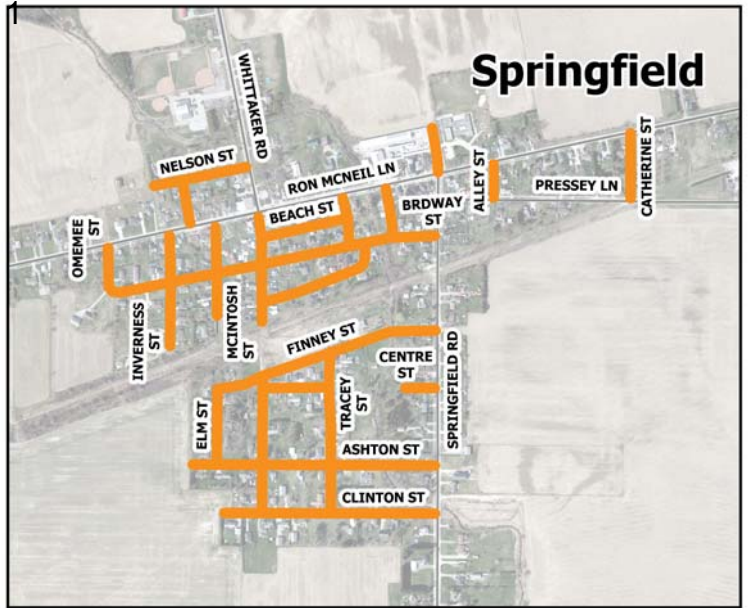 1
Springfield
WHITTAKER RD
NELSON ST
RON MCNEIL LN
BEACH ST
BRDWAY
ST
ALLEY ST
PRESSEY LN
CATHERINE ST
OMEMEE
ST
INVERNESS
ST
MCINTOSH
ST
FINNEY ST
CENTRE
ST
SPRINGFIELD RD
ELM ST
TRACEY
ST
ASHTON ST
CLINTON ST